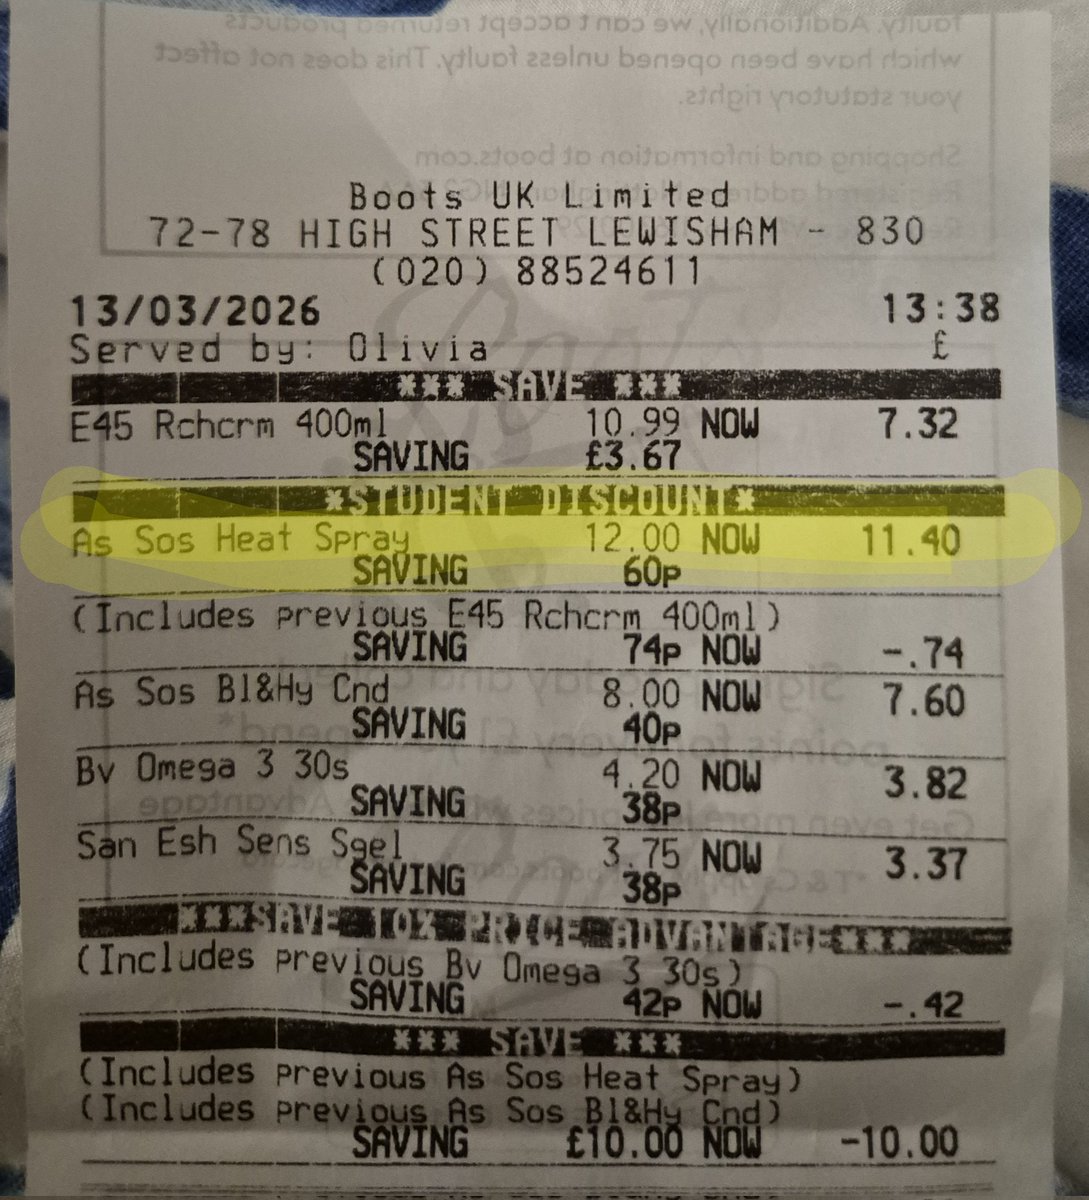 faulty. Additionally, we can't accept returned products
which have been opened unless faulty. This does not affect
your statutory rights.
Shopping and information at boots.com
Boots UK Limited
72-78 HIGH STREET LEWISHAM - 830
(020) 88524611
13/03/2026 13:38
Served by: Olivia £
*** SAVE ***
E45 Rchcrm 400ml 10.99 NOW 7.32
SAVING £3.67
*STUDENT DISCOUNT*
As Sos Heat Spray 12.00 NOW 11.40
SAVING 60p
(Includes previous E45 Rchcrm 400ml)
SAVING 74p NOW -.74
As Sos Bl&Hy Cnd 8.00 NOW 7.60
SAVING 40p
Bv Omega 3 30s 4.20 NOW 3.82
SAVING 38p
San Esh Sens Sgel 3.75 NOW 3.37
SAVING 38p
***SAVE 10% PRICE ADVANTAGE***
(Includes previous Bv Omega 3 30s)
SAVING 42p NOW -.42
*** SAVE ***
(Includes previous As Sos Heat Spray)
(Includes previous As Sos Bl&Hy Cnd)
SAVING £10.00 NOW -10.00